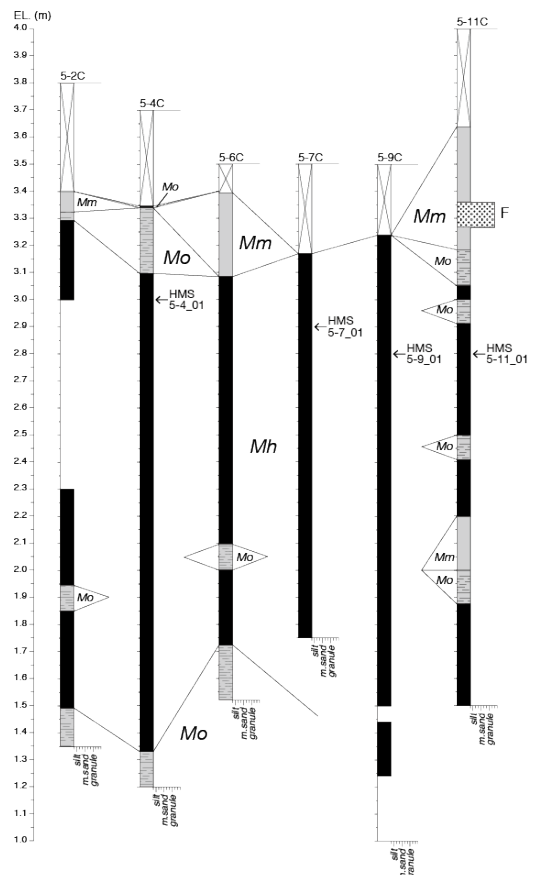 EL. (m)
4.0
3.9
3.8
3.7
3.6
3.5
3.4
3.3
3.2
3.1
3.0
2.9
2.8
2.7
2.6
2.5
2.4
2.3
2.2
2.1
2.0
1.9
1.8
1.7
1.6
1.5
1.4
1.3
1.2
1.1
1.0
5-2C
5-4C
5-6C
5-7C
5-9C
5-11C
Mm
Mo
Mo
Mm
Mm
F
Mo
HMS
5-4_01
HMS
5-7_01
HMS
5-9_01
Mo
HMS
5-11_01
Mh
Mo
Mo
Mo
Mm
Mo
Mo
silt
m.sand
granule
silt
m.sand
granule
silt
m.sand
granule
silt
m.sand
granule
silt
m.sand
granule
silt
m.sand
granule